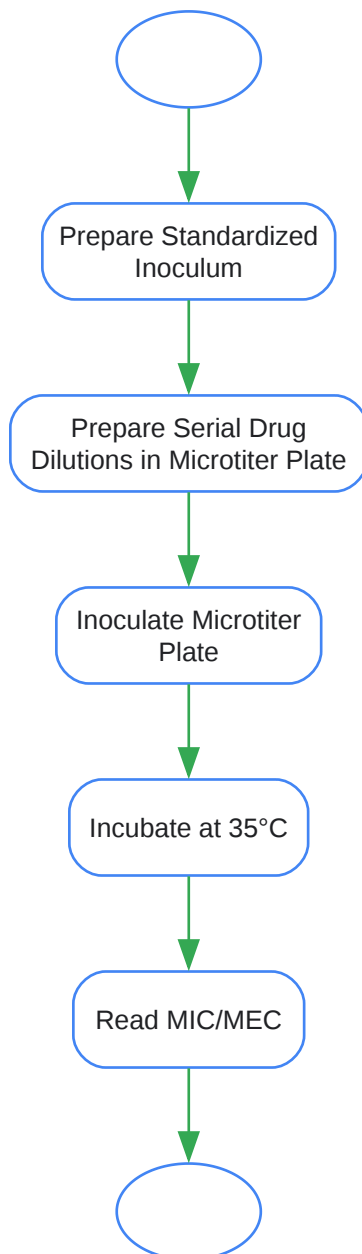 Prepare Standardized
Inoculum
Prepare Serial Drug
Dilutions in Microtiter Plate
Inoculate Microtiter
Plate
Incubate at 35°C
Read MIC/MEC